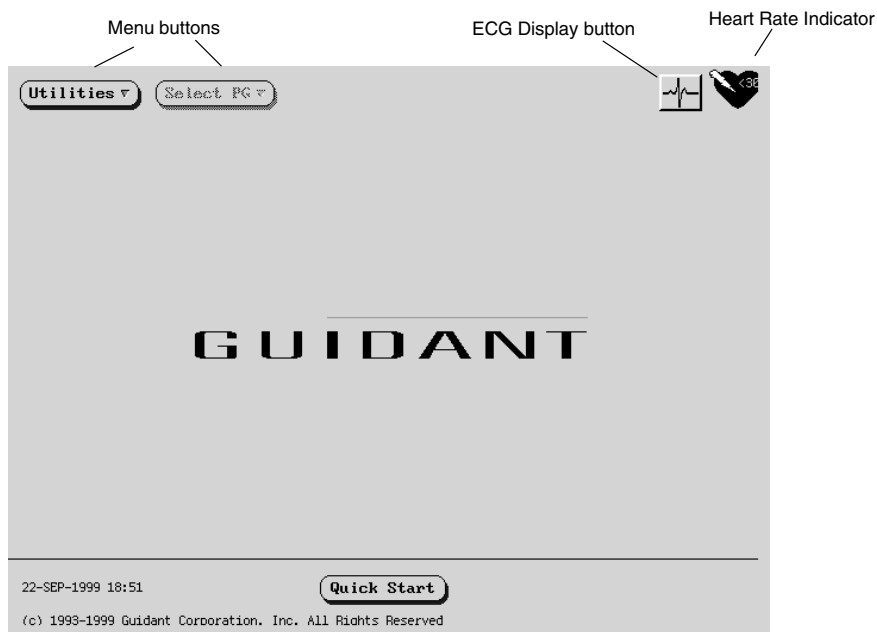 Menu buttons
ECG Display button
Heart Rate Indicator
Utilities
Select PG
<30
GUIDANT
22-SEP-1999 18:51
Quick Start
(c) 1993-1999 Guidant Corporation. Inc. All Rights Reserved